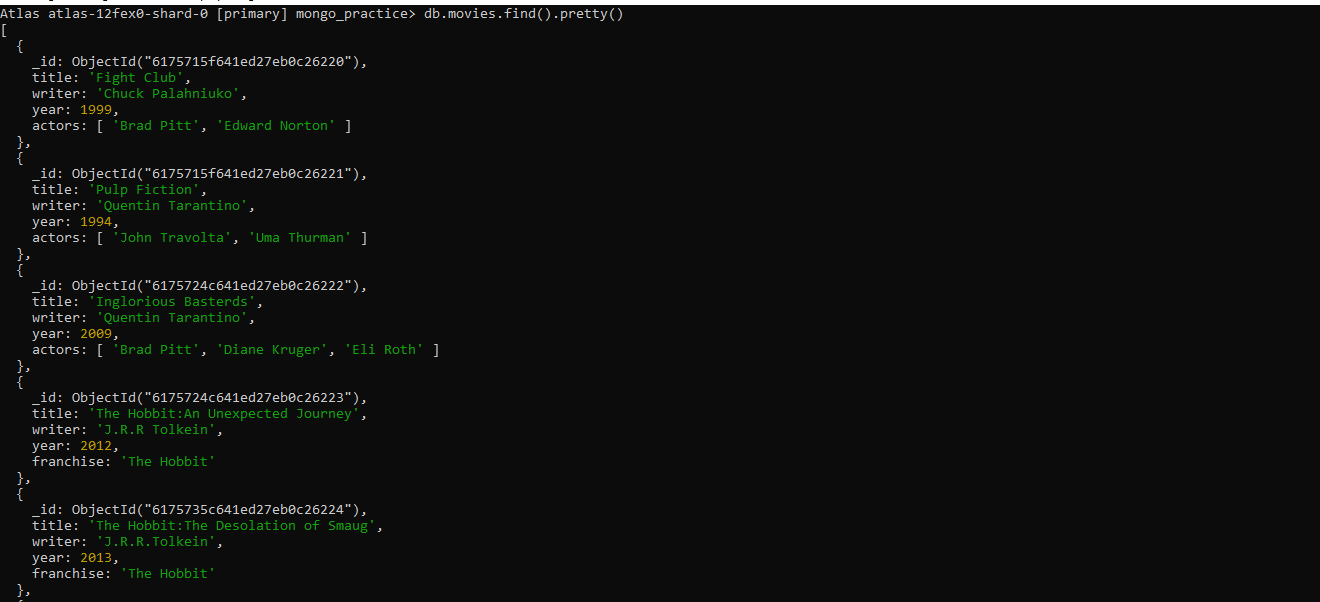 Atlas atlas-12fex0-shard-0 [primary] mongo_practice> db.movies.find().pretty()
[
  {
    _id: ObjectId("6175715f641ed27eb0c26220"),
    title: 'Fight Club',
    writer: 'Chuck Palahniuko',
    year: 1999,
    actors: [ 'Brad Pitt', 'Edward Norton' ]
  },
  {
    _id: ObjectId("6175715f641ed27eb0c26221"),
    title: 'Pulp Fiction',
    writer: 'Quentin Tarantino',
    year: 1994,
    actors: [ 'John Travolta', 'Uma Thurman' ]
  },
  {
    _id: ObjectId("6175724c641ed27eb0c26222"),
    title: 'Inglorious Basterds',
    writer: 'Quentin Tarantino',
    year: 2009,
    actors: [ 'Brad Pitt', 'Diane Kruger', 'Eli Roth' ]
  },
  {
    _id: ObjectId("6175724c641ed27eb0c26223"),
    title: 'The Hobbit:An Unexpected Journey',
    writer: 'J.R.R Tolkein',
    year: 2012,
    franchise: 'The Hobbit'
  },
  {
    _id: ObjectId("6175735c641ed27eb0c26224"),
    title: 'The Hobbit:The Desolation of Smaug',
    writer: 'J.R.R.Tolkein',
    year: 2013,
    franchise: 'The Hobbit'
  },